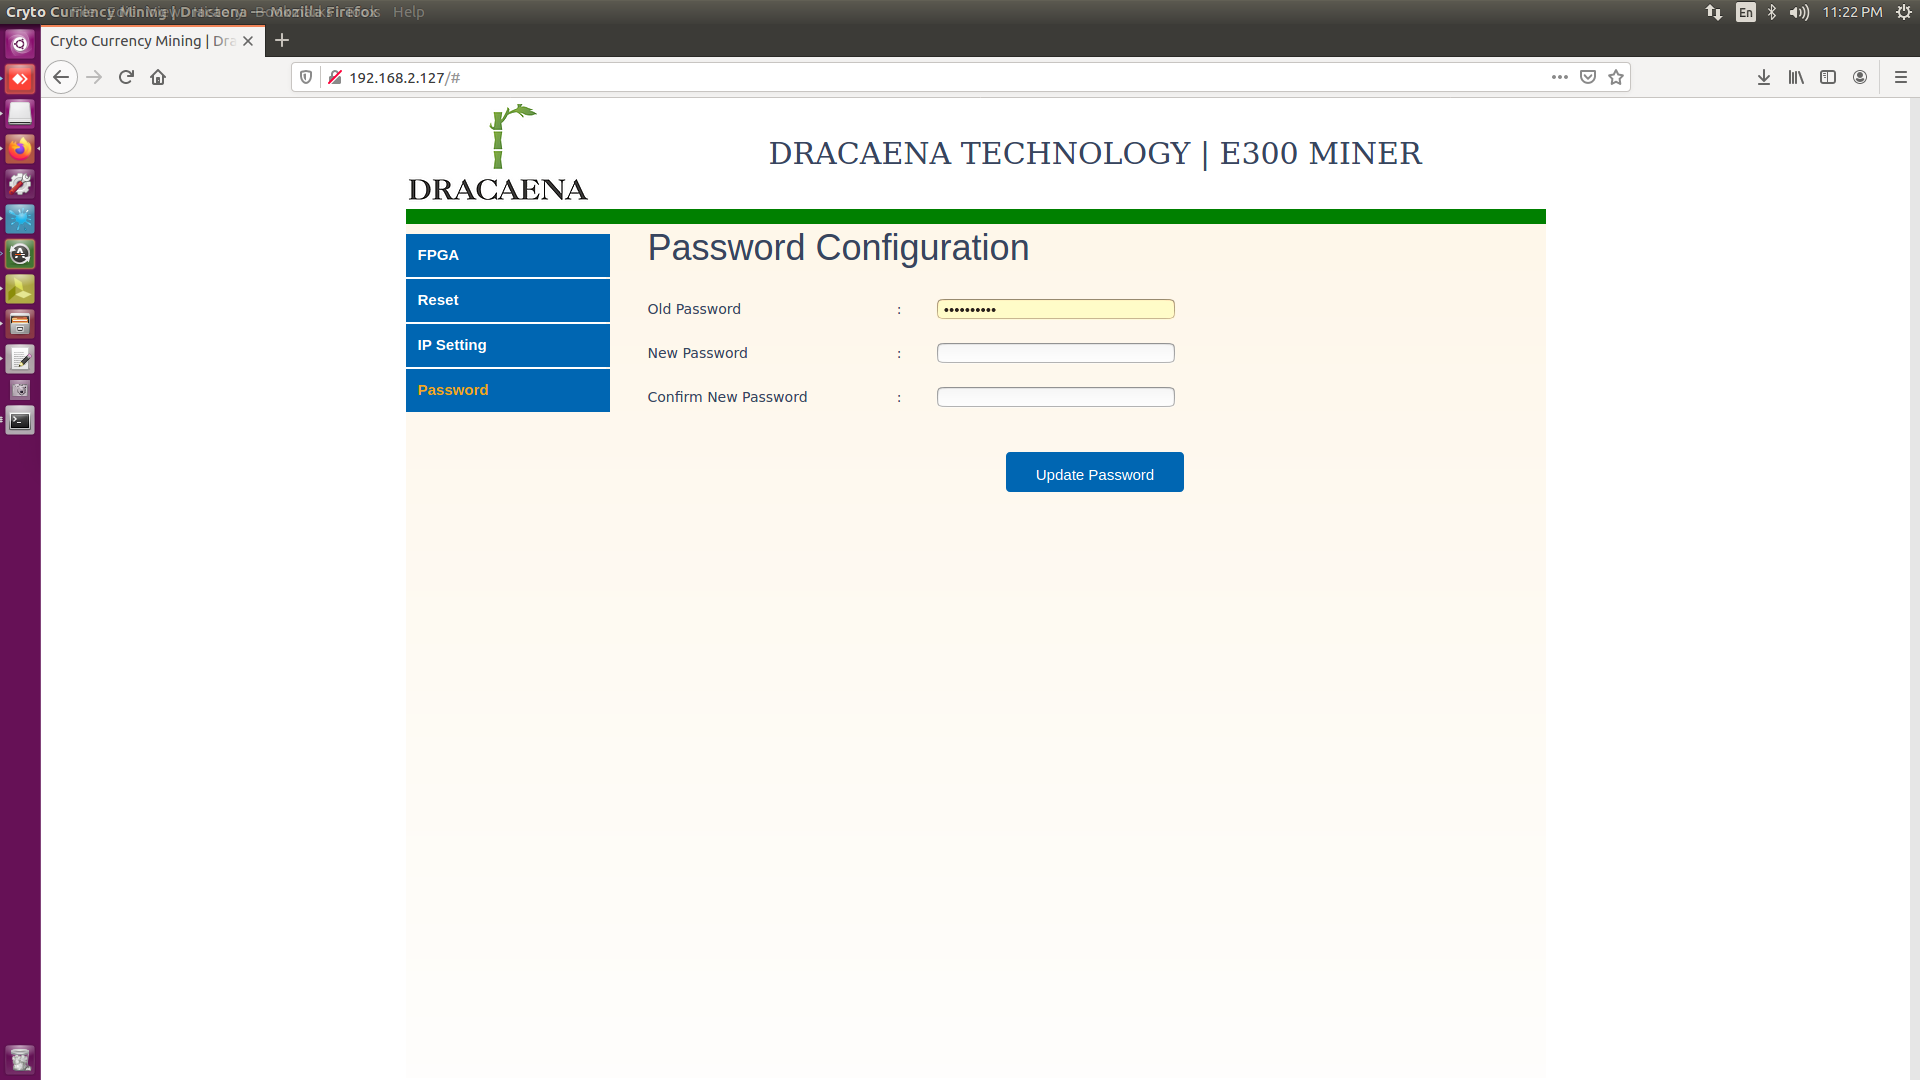 Cryto Currency Mining | Dracaena — Mozilla Firefox
Help
En
11:22 PM
Cryto Currency Mining | Dra
192.168.2.127/#
DRACAENA
DRACAENA TECHNOLOGY | E300 MINER
FPGA
Reset
IP Setting
Password
Password Configuration
Old Password :
New Password :
Confirm New Password :
Update Password